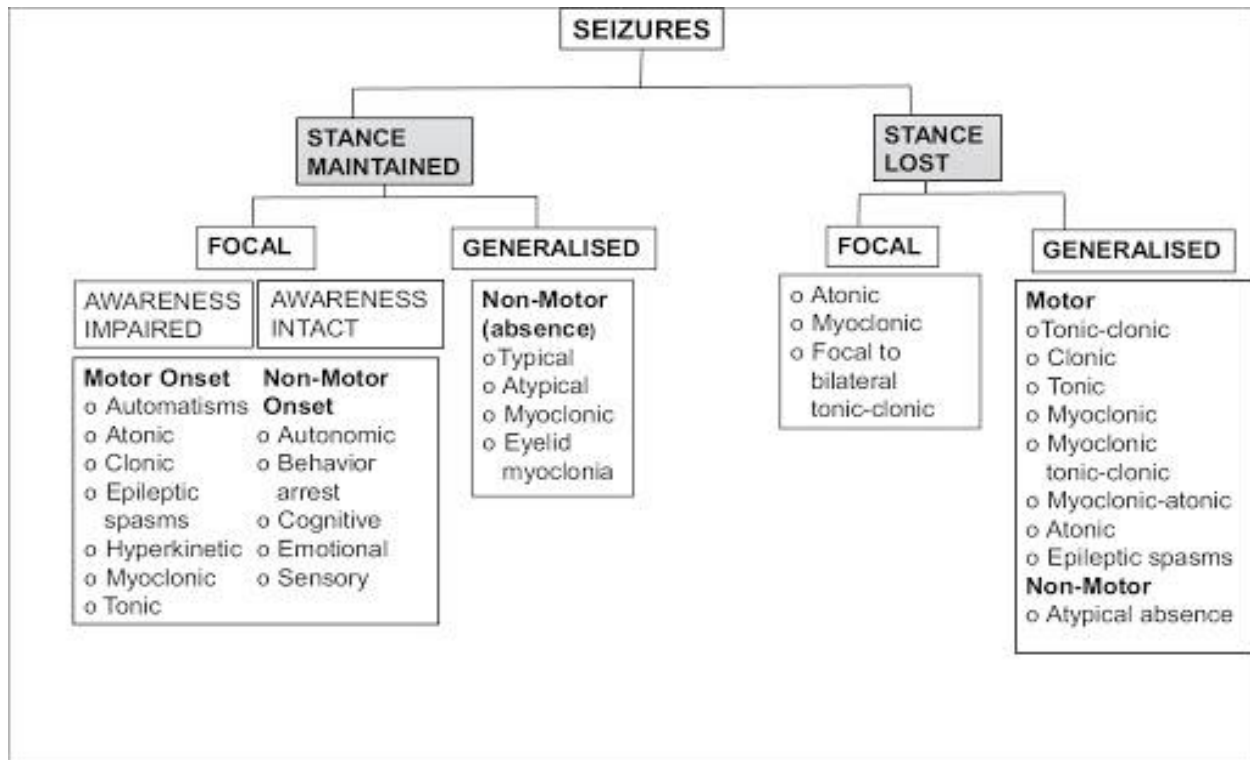 SEIZURES
STANCE
MAINTAINED
STANCE
LOST
FOCAL
GENERALISED
FOCAL
GENERALISED
AWARENESS
IMPAIRED
AWARENESS
INTACT
Motor Onset
o Automatisms
o Atonic
o Clonic
o Epileptic
spasms
o Hyperkinetic
o Myoclonic
o Tonic
Non-Motor
Onset
o Autonomic
o Behavior
arrest
o Cognitive
o Emotional
o Sensory
Non-Motor
(absence)
o Typical
o Atypical
o Myoclonic
o Eyelid
myoclonia
o Atonic
o Myoclonic
o Focal to
bilateral
tonic-clonic
Motor
o Tonic-clonic
o Clonic
o Tonic
o Myoclonic
o Myoclonic
tonic-clonic
o Myoclonic-atonic
o Atonic
o Epileptic spasms
Non-Motor
o Atypical absence